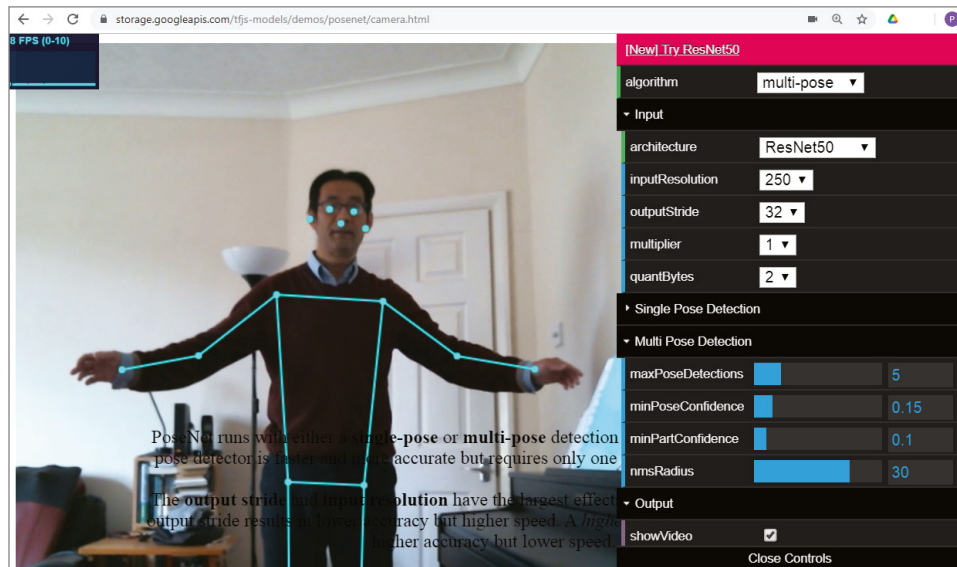 storage.googleapis.com/tfjs-models/demos/posenet/camera.html
P
8 FPS (0-10)
[New] Try ResNet50
algorithm multi-pose
Input
architecture ResNet50
inputResolution 250
outputStride 32
multiplier 1
quantBytes 2
Single Pose Detection
Multi Pose Detection
maxPoseDetections 5
minPoseConfidence 0.15
minPartConfidence 0.1
nmsRadius 30
Output
showVideo
Close Controls
PoseNet runs with either a single-pose or multi-pose detection
pose detector is faster and more accurate but requires only one
The output stride and input resolution have the largest effect
output stride results in lower accuracy but higher speed. A highe
higher accuracy but lower speed.